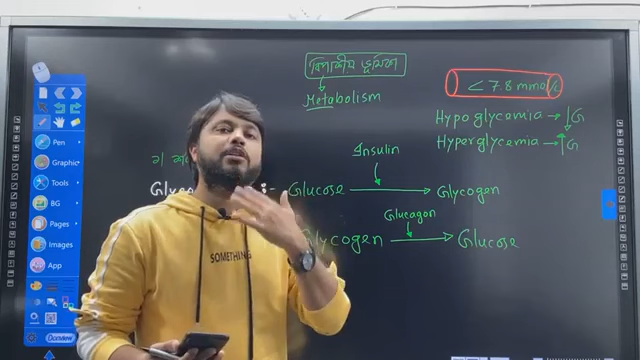 বিপাকীয় ভূমিকা
Metabolism
< 7.8 mmol/L
Hypoglycemia → ↓G
Hyperglycemia → ↑G
Insulin
Glucose → Glycogen
Glucagon
Glycogen → Glucose
SOMETHING
Pen
Graphic
Tools
BG
Pages
Images
App
Overview